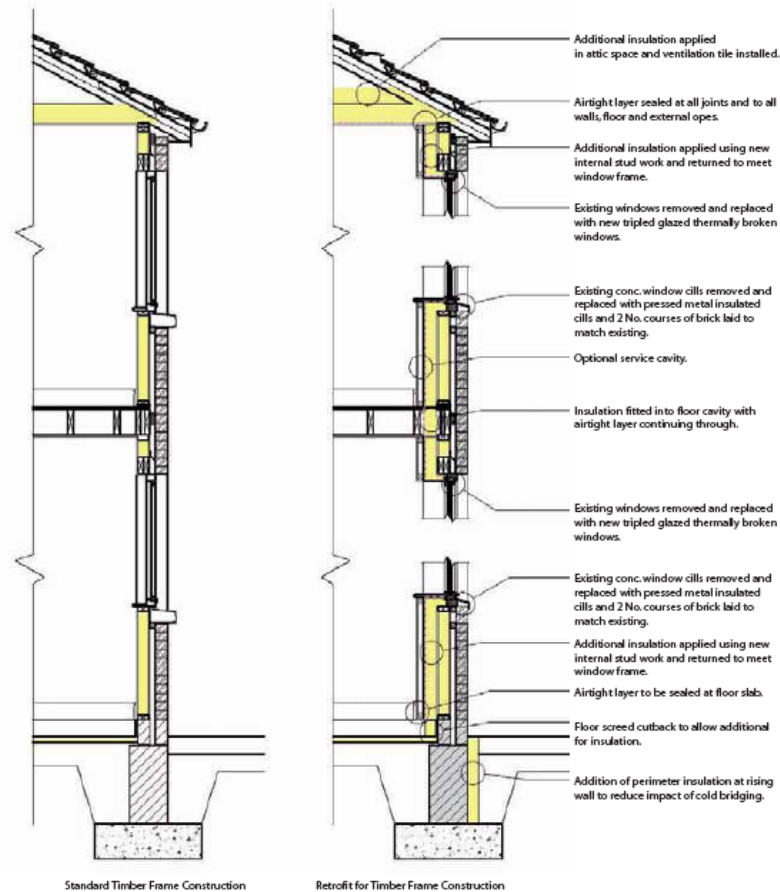 Additional insulation applied
in attic space and ventilation tile installed.
Airtight layer sealed at all joints and to all
walls, floor and external opes.
Additional insulation applied using new
internal stud work and returned to meet
window frame.
Existing windows removed and replaced
with new tripled glazed thermally broken
windows.
Existing conc. window cills removed and
replaced with pressed metal insulated
cills and 2 No. courses of brick laid to
match existing.
Optional service cavity.
Insulation fitted into floor cavity with
airtight layer continuing through.
Existing windows removed and replaced
with new tripled glazed thermally broken
windows.
Existing conc. window cills removed and
replaced with pressed metal insulated
cills and 2 No. courses of brick laid to
match existing.
Additional insulation applied using new
internal stud work and returned to meet
window frame.
Airtight layer to be sealed at floor slab.
Floor screed cutback to allow additional
for insulation.
Addition of perimeter insulation at rising
wall to reduce impact of cold bridging.
Standard Timber Frame Construction
Retrofit for Timber Frame Construction